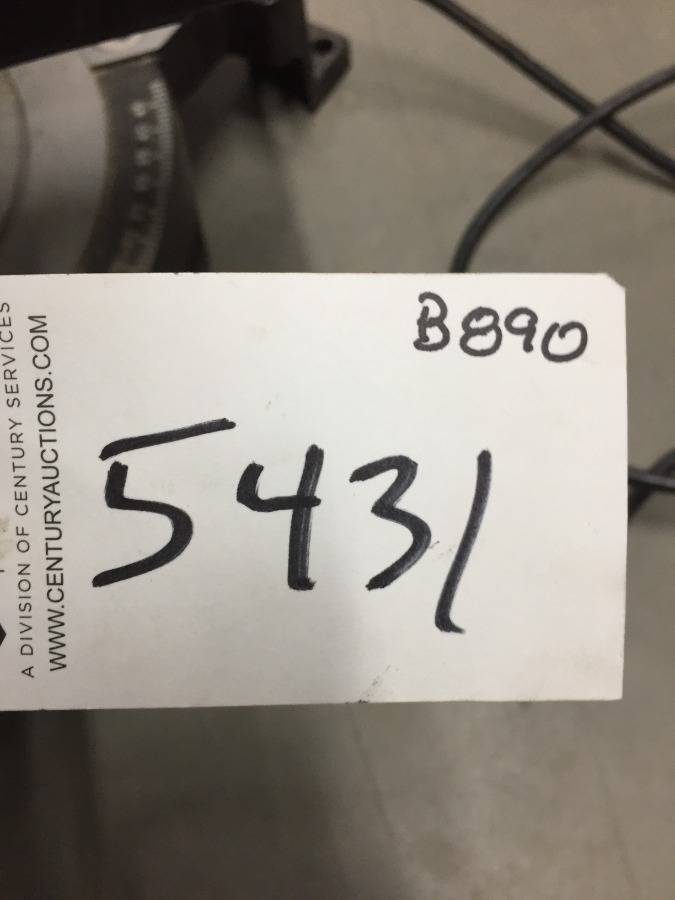 B890
5431
A DIVISION OF CENTURY SERVICES
WWW.CENTURYAUCTIONS.COM